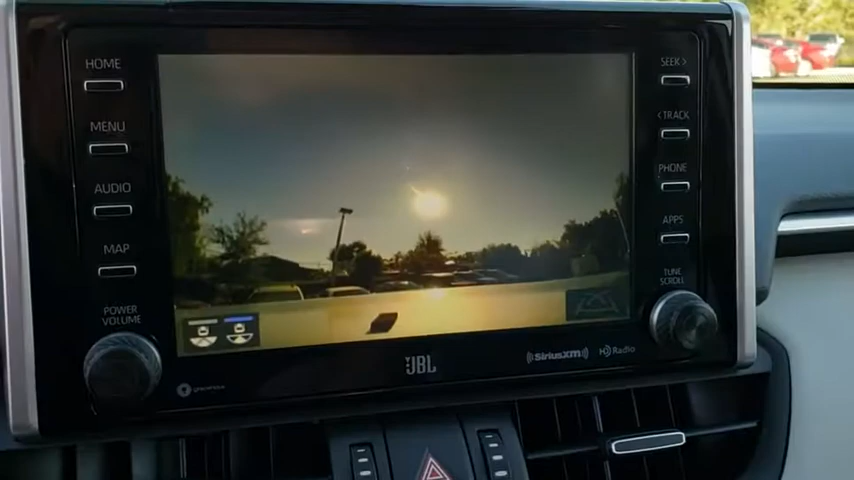 HOME
MENU
AUDIO
MAP
POWER
VOLUME
SEEK >
< TRACK
PHONE
APPS
TUNE
SCROLL
JBL
SiriusXM
HD Radio